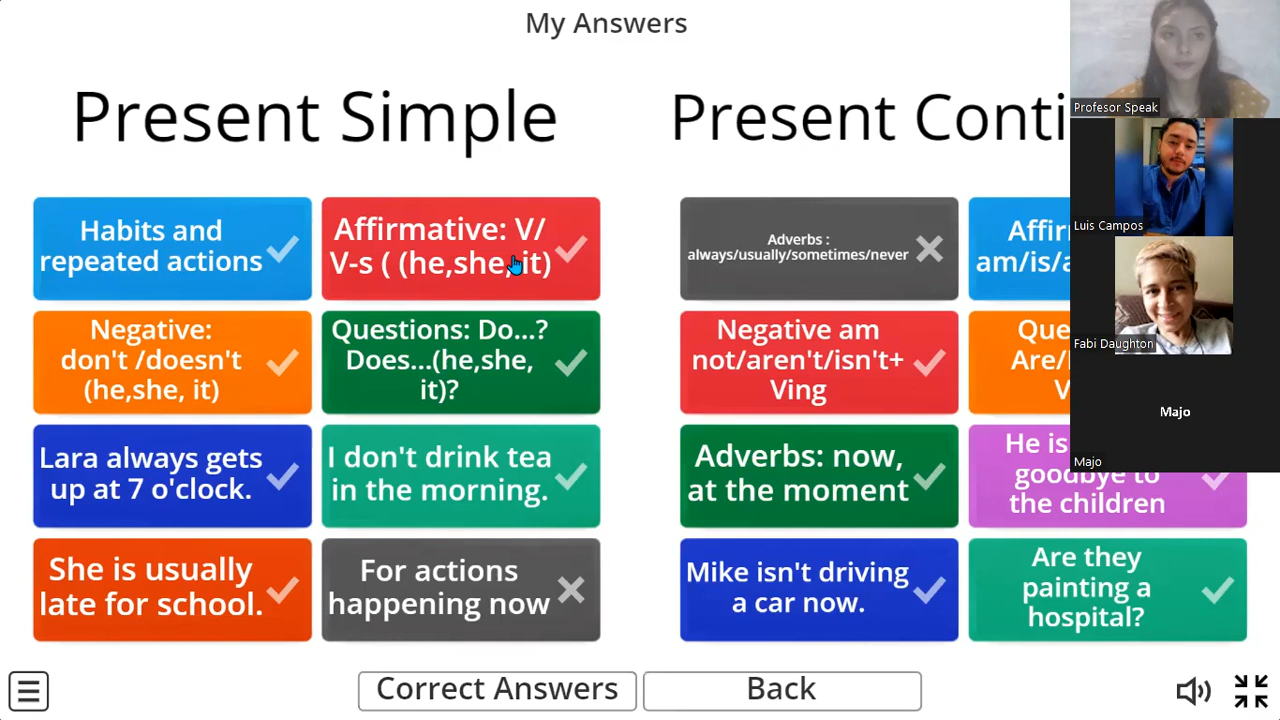 My Answers
Present Simple
Habits and
repeated actions
Affirmative: V/
V-s ( (he,she, it)
Negative:
don't /doesn't
(he,she, it)
Questions: Do...?
Does...(he,she,
it)?
Lara always gets
up at 7 o'clock.
I don't drink tea
in the morning.
She is usually
late for school.
For actions
happening now
Present
Adverbs :
always/usually/sometimes/never
am/is/
Negative am
not/aren't/isn't+
Ving
Adverbs: now,
at the moment
He is
goodbye to
the children
Mike isn't driving
a car now.
Are they
painting a
hospital?
Correct Answers
Back
Profesor Speak
Luis Campos
Fabi Daughton
Majo
Majo